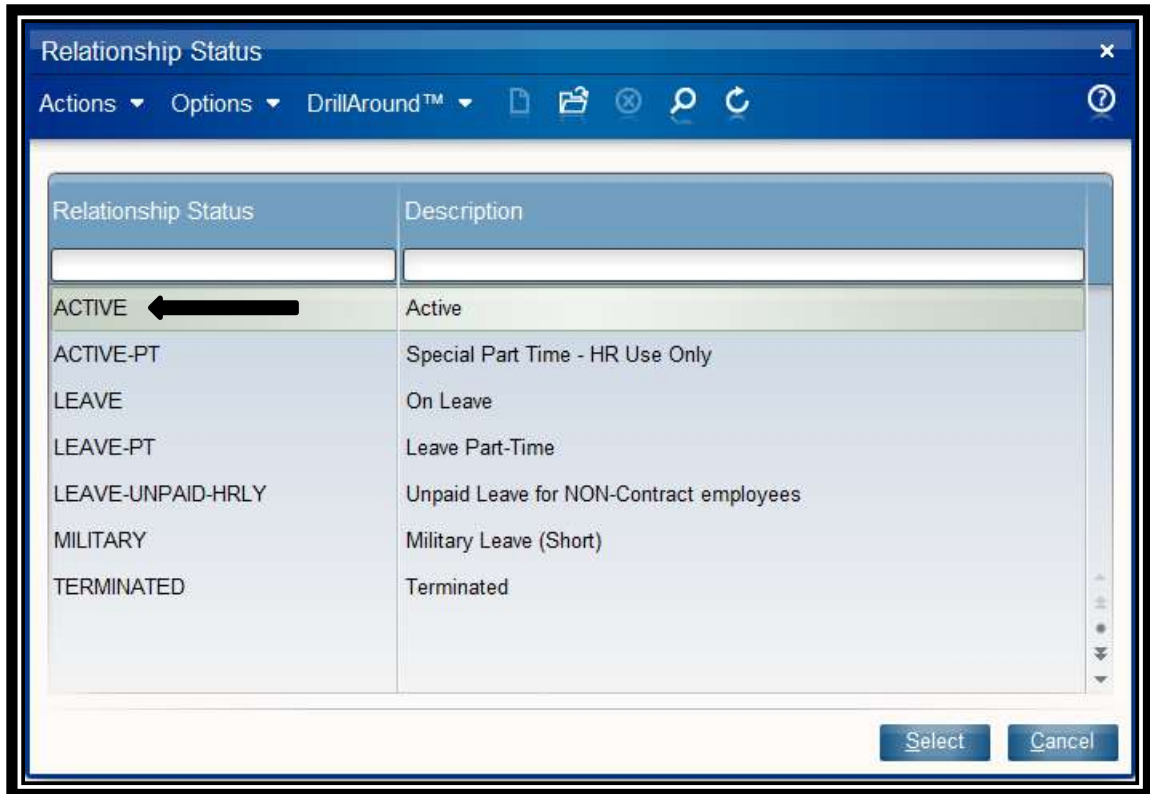 Relationship Status
Actions Options DrillAround™
Relationship Status Description
ACTIVE Active
ACTIVE-PT Special Part Time - HR Use Only
LEAVE On Leave
LEAVE-PT Leave Part-Time
LEAVE-UNPAID-HRLY Unpaid Leave for NON-Contract employees
MILITARY Military Leave (Short)
TERMINATED Terminated
Select Cancel